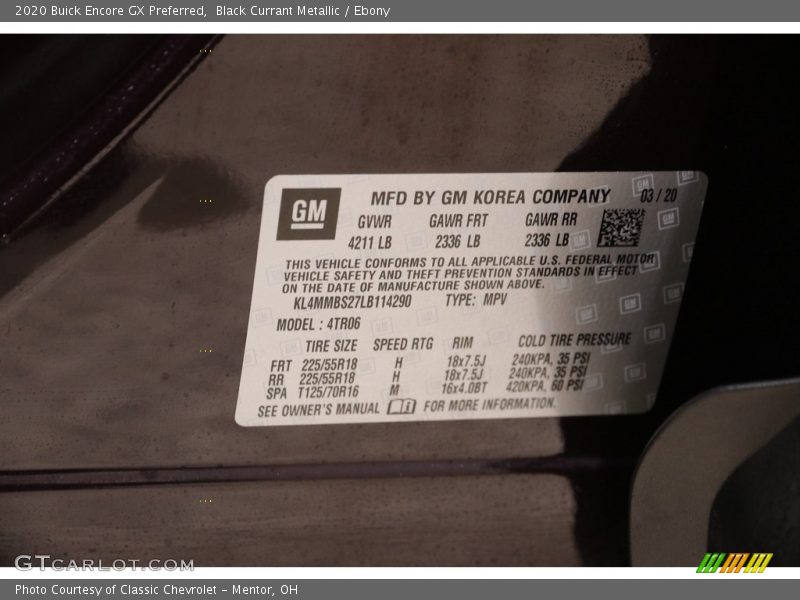 2020 Buick Encore GX Preferred,  Black Currant Metallic / Ebony
GM
MFD BY GM KOREA COMPANY 03 / 20
GVWR GAWR FRT GAWR RR
4211 LB 2336 LB 2336 LB
THIS VEHICLE CONFORMS TO ALL APPLICABLE U.S. FEDERAL MOTOR
VEHICLE SAFETY AND THEFT PREVENTION STANDARDS IN EFFECT
ON THE DATE OF MANUFACTURE SHOWN ABOVE.
KL4MMBS27LB114290 TYPE: MPV
MODEL : 4TR06
TIRE SIZE SPEED RTG RIM COLD TIRE PRESSURE
FRT 225/55R18 H 18x7.5J 240KPA, 35 PSI
RR 225/55R18 H 18x7.5J 240KPA, 35 PSI
SPA T125/70R16 M 16x4.0BT 420KPA, 60 PSI
SEE OWNER'S MANUAL FOR MORE INFORMATION.
GTCARLOT.COM
Photo Courtesy of Classic Chevrolet - Mentor, OH